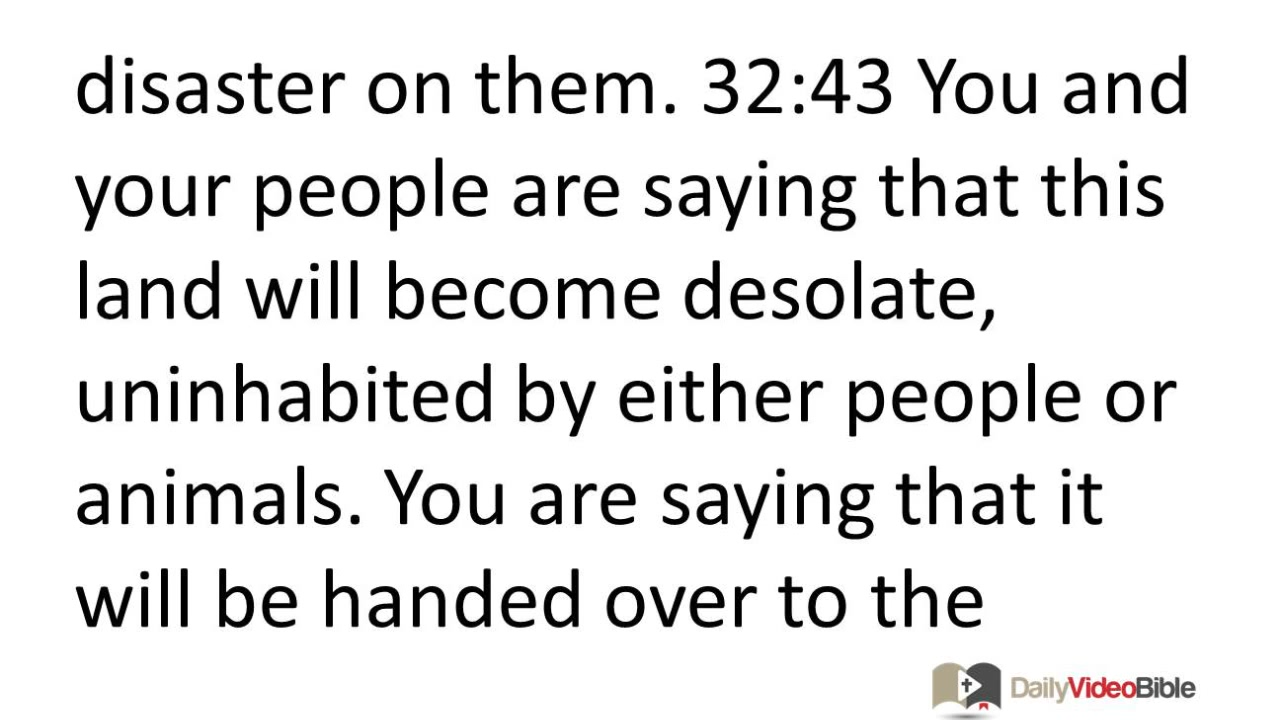 disaster on them. 32:43 You and
your people are saying that this
land will become desolate,
uninhabited by either people or
animals. You are saying that it
will be handed over to the
DailyVideoBible